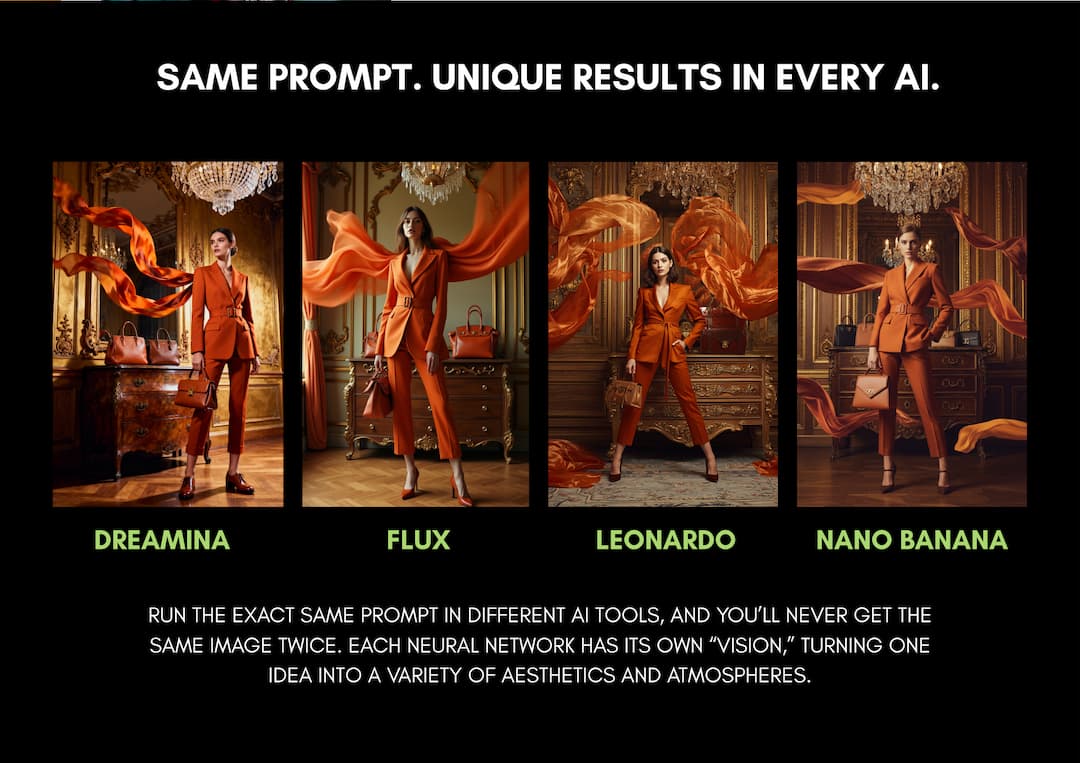 SAME PROMPT. UNIQUE RESULTS IN EVERY AI.
DREAMINA
FLUX
LEONARDO
NANO BANANA
RUN THE EXACT SAME PROMPT IN DIFFERENT AI TOOLS, AND YOU’LL NEVER GET THE
SAME IMAGE TWICE. EACH NEURAL NETWORK HAS ITS OWN “VISION,” TURNING ONE
IDEA INTO A VARIETY OF AESTHETICS AND ATMOSPHERES.